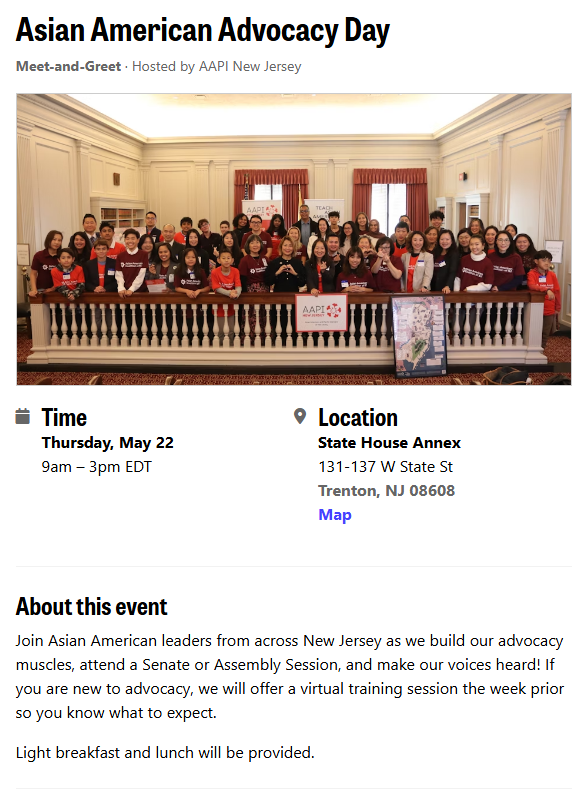 Asian American Advocacy Day
Meet-and-Greet · Hosted by AAPI New Jersey
AAPI
TEACH
AAPI
NEW JERSEY
Time
Thursday, May 22
9am – 3pm EDT
Location
State House Annex
131-137 W State St
Trenton, NJ 08608
Map
About this event
Join Asian American leaders from across New Jersey as we build our advocacy
muscles, attend a Senate or Assembly Session, and make our voices heard! If
you are new to advocacy, we will offer a virtual training session the week prior
so you know what to expect.
Light breakfast and lunch will be provided.